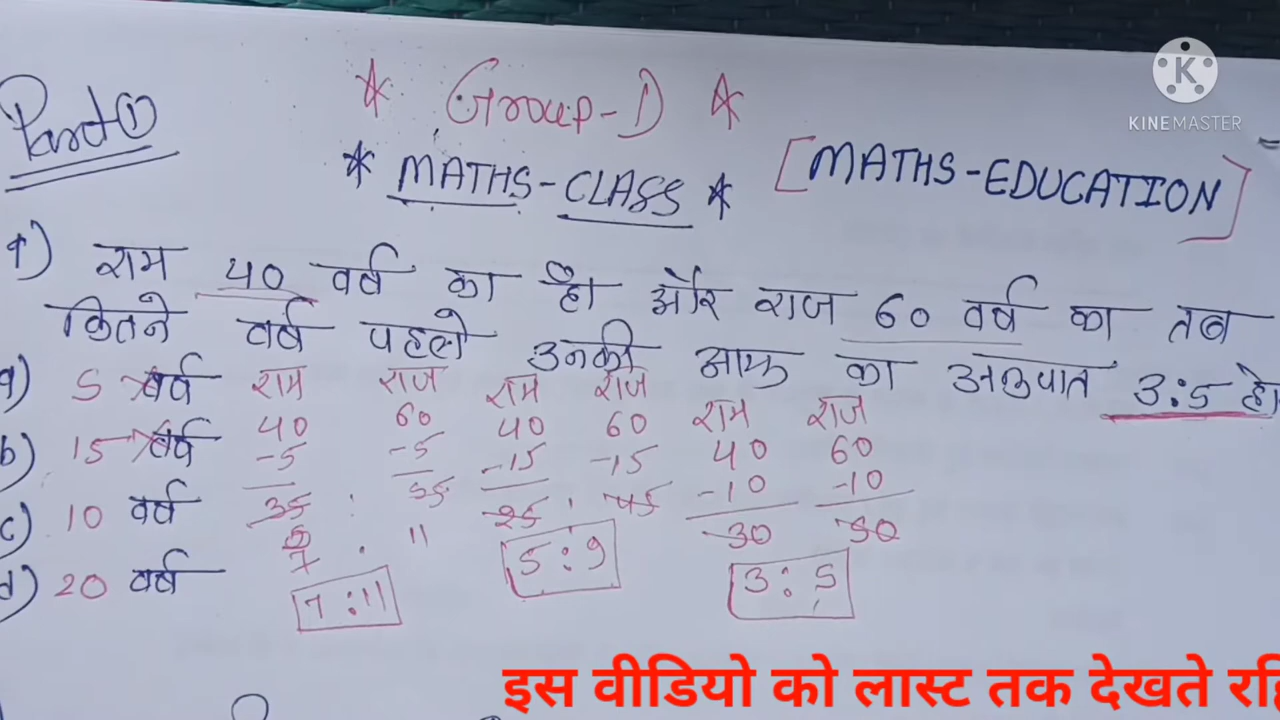 Part ①
* Group-D *
* MATHS-CLASS *
[MATHS-EDUCATION]
KINEMASTER
१) राम 40 वर्ष का है। और राज 60 वर्ष का तब
कितने वर्ष पहले उनकी आयु का अनुपात 3:5 हो
a) 5 वर्ष
b) 15 वर्ष
c) 10 वर्ष
d) 20 वर्ष
राम राज
40 60
-5 -5
35 : 55
7 : 11
7 : 11
राम राज
40 60
-15 -15
25 : 45
5 : 9
राम राज
40 60
-10 -10
30 50
3 : 5
इस वीडियो को लास्ट तक देखते रहि